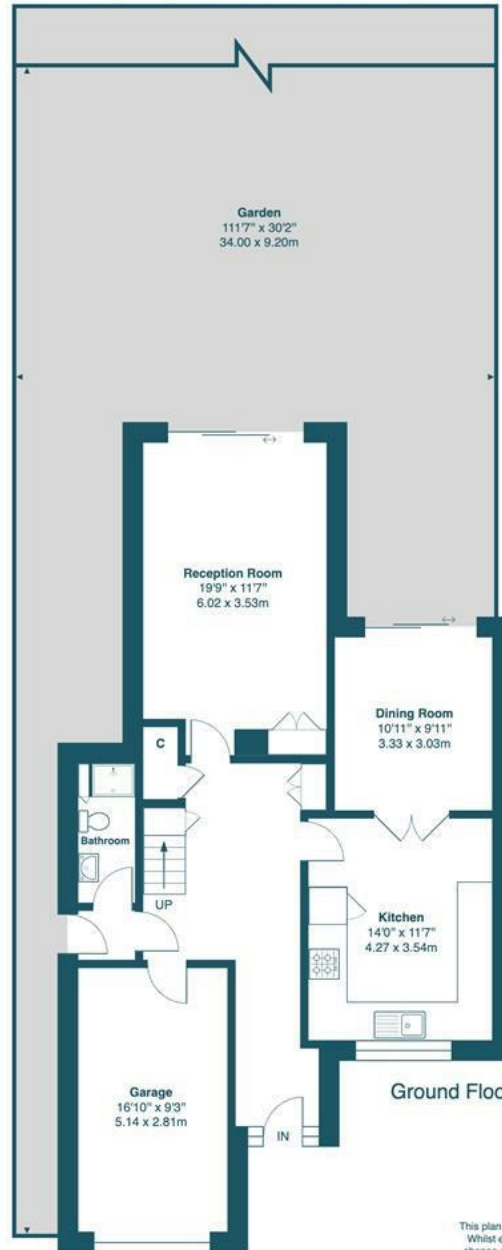 Garden
111'7" x 30'2"
34.00 x 9.20m
Reception Room
19'9" x 11'7"
6.02 x 3.53m
Dining Room
10'11" x 9'11"
3.33 x 3.03m
C
Bathroom
UP
Kitchen
14'0" x 11'7"
4.27 x 3.54m
Garage
16'10" x 9'3"
5.14 x 2.81m
IN
Ground Floo
This plan
Whilst